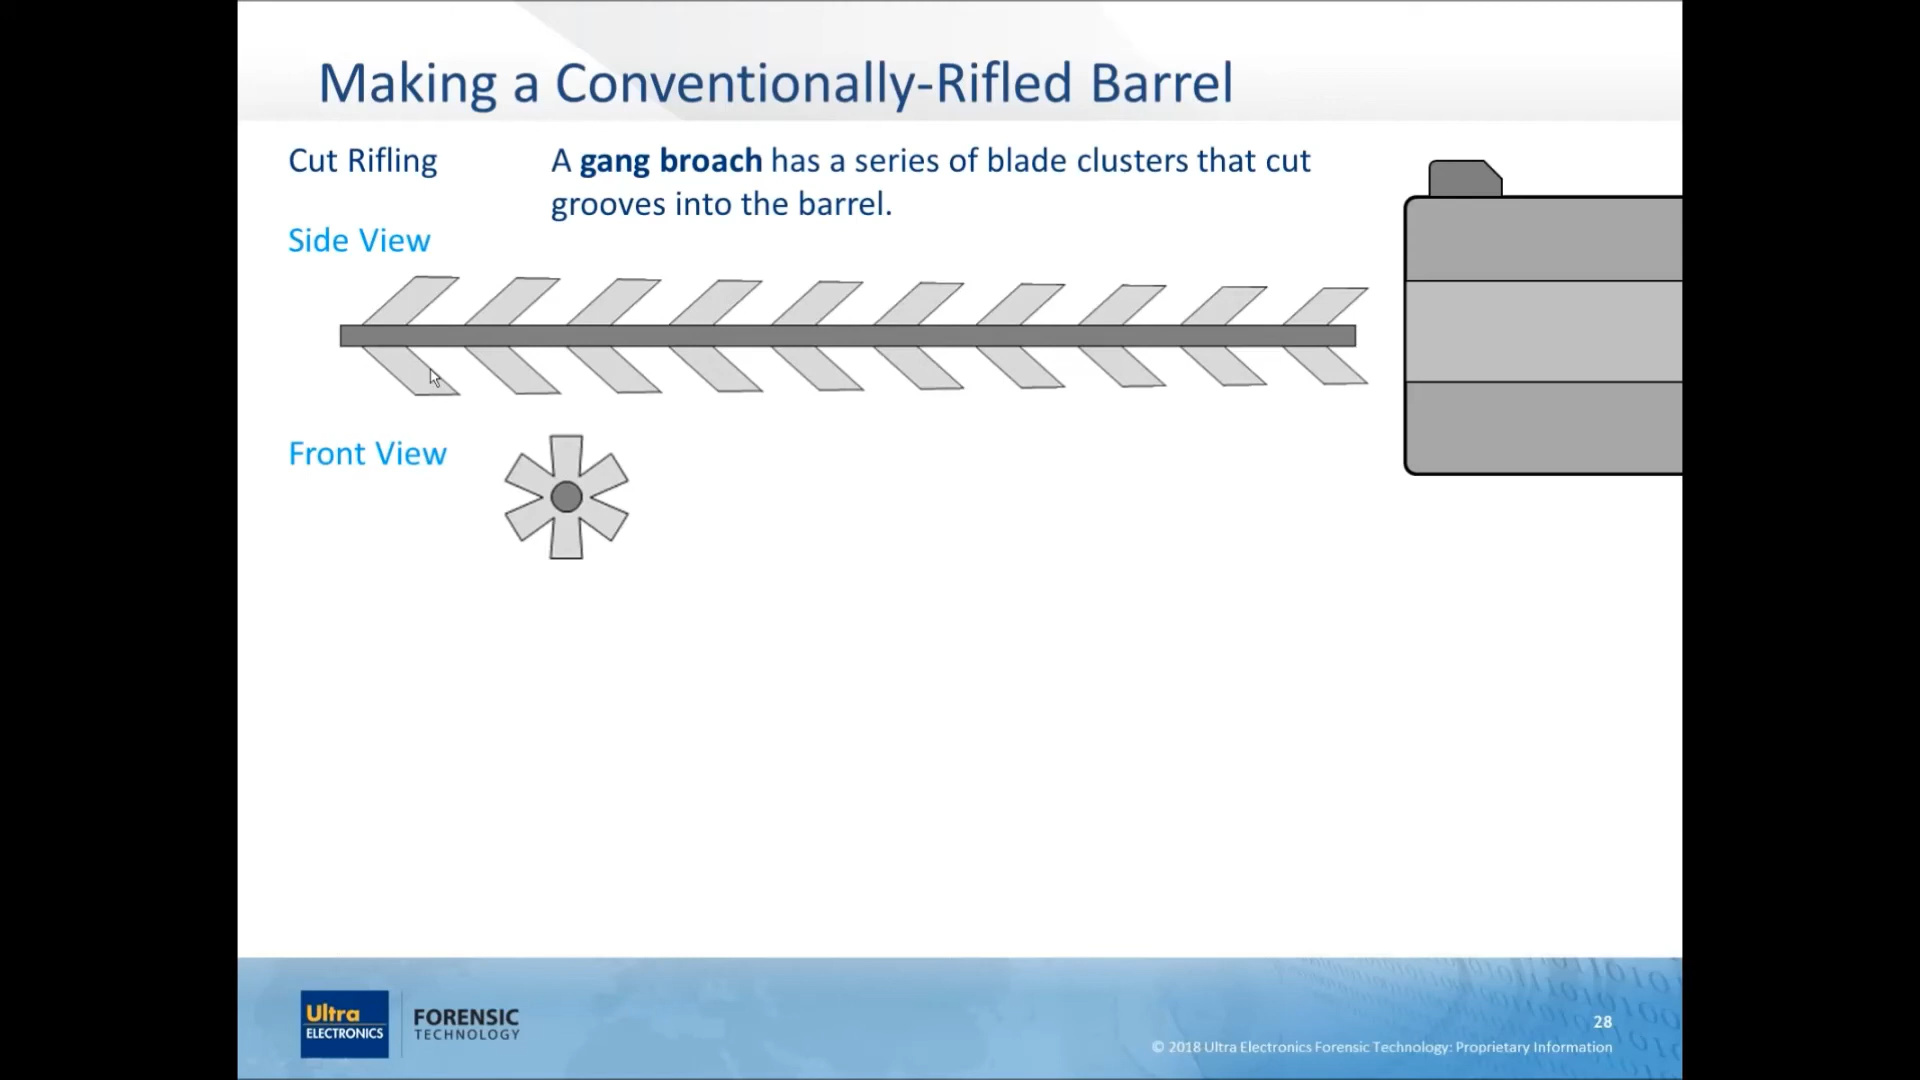 Making a Conventionally-Rifled Barrel
Cut Rifling
A gang broach has a series of blade clusters that cut
grooves into the barrel.
Side View
Front View
Ultra
ELECTRONICS
FORENSIC
TECHNOLOGY
28
© 2018 Ultra Electronics Forensic Technology: Proprietary Information